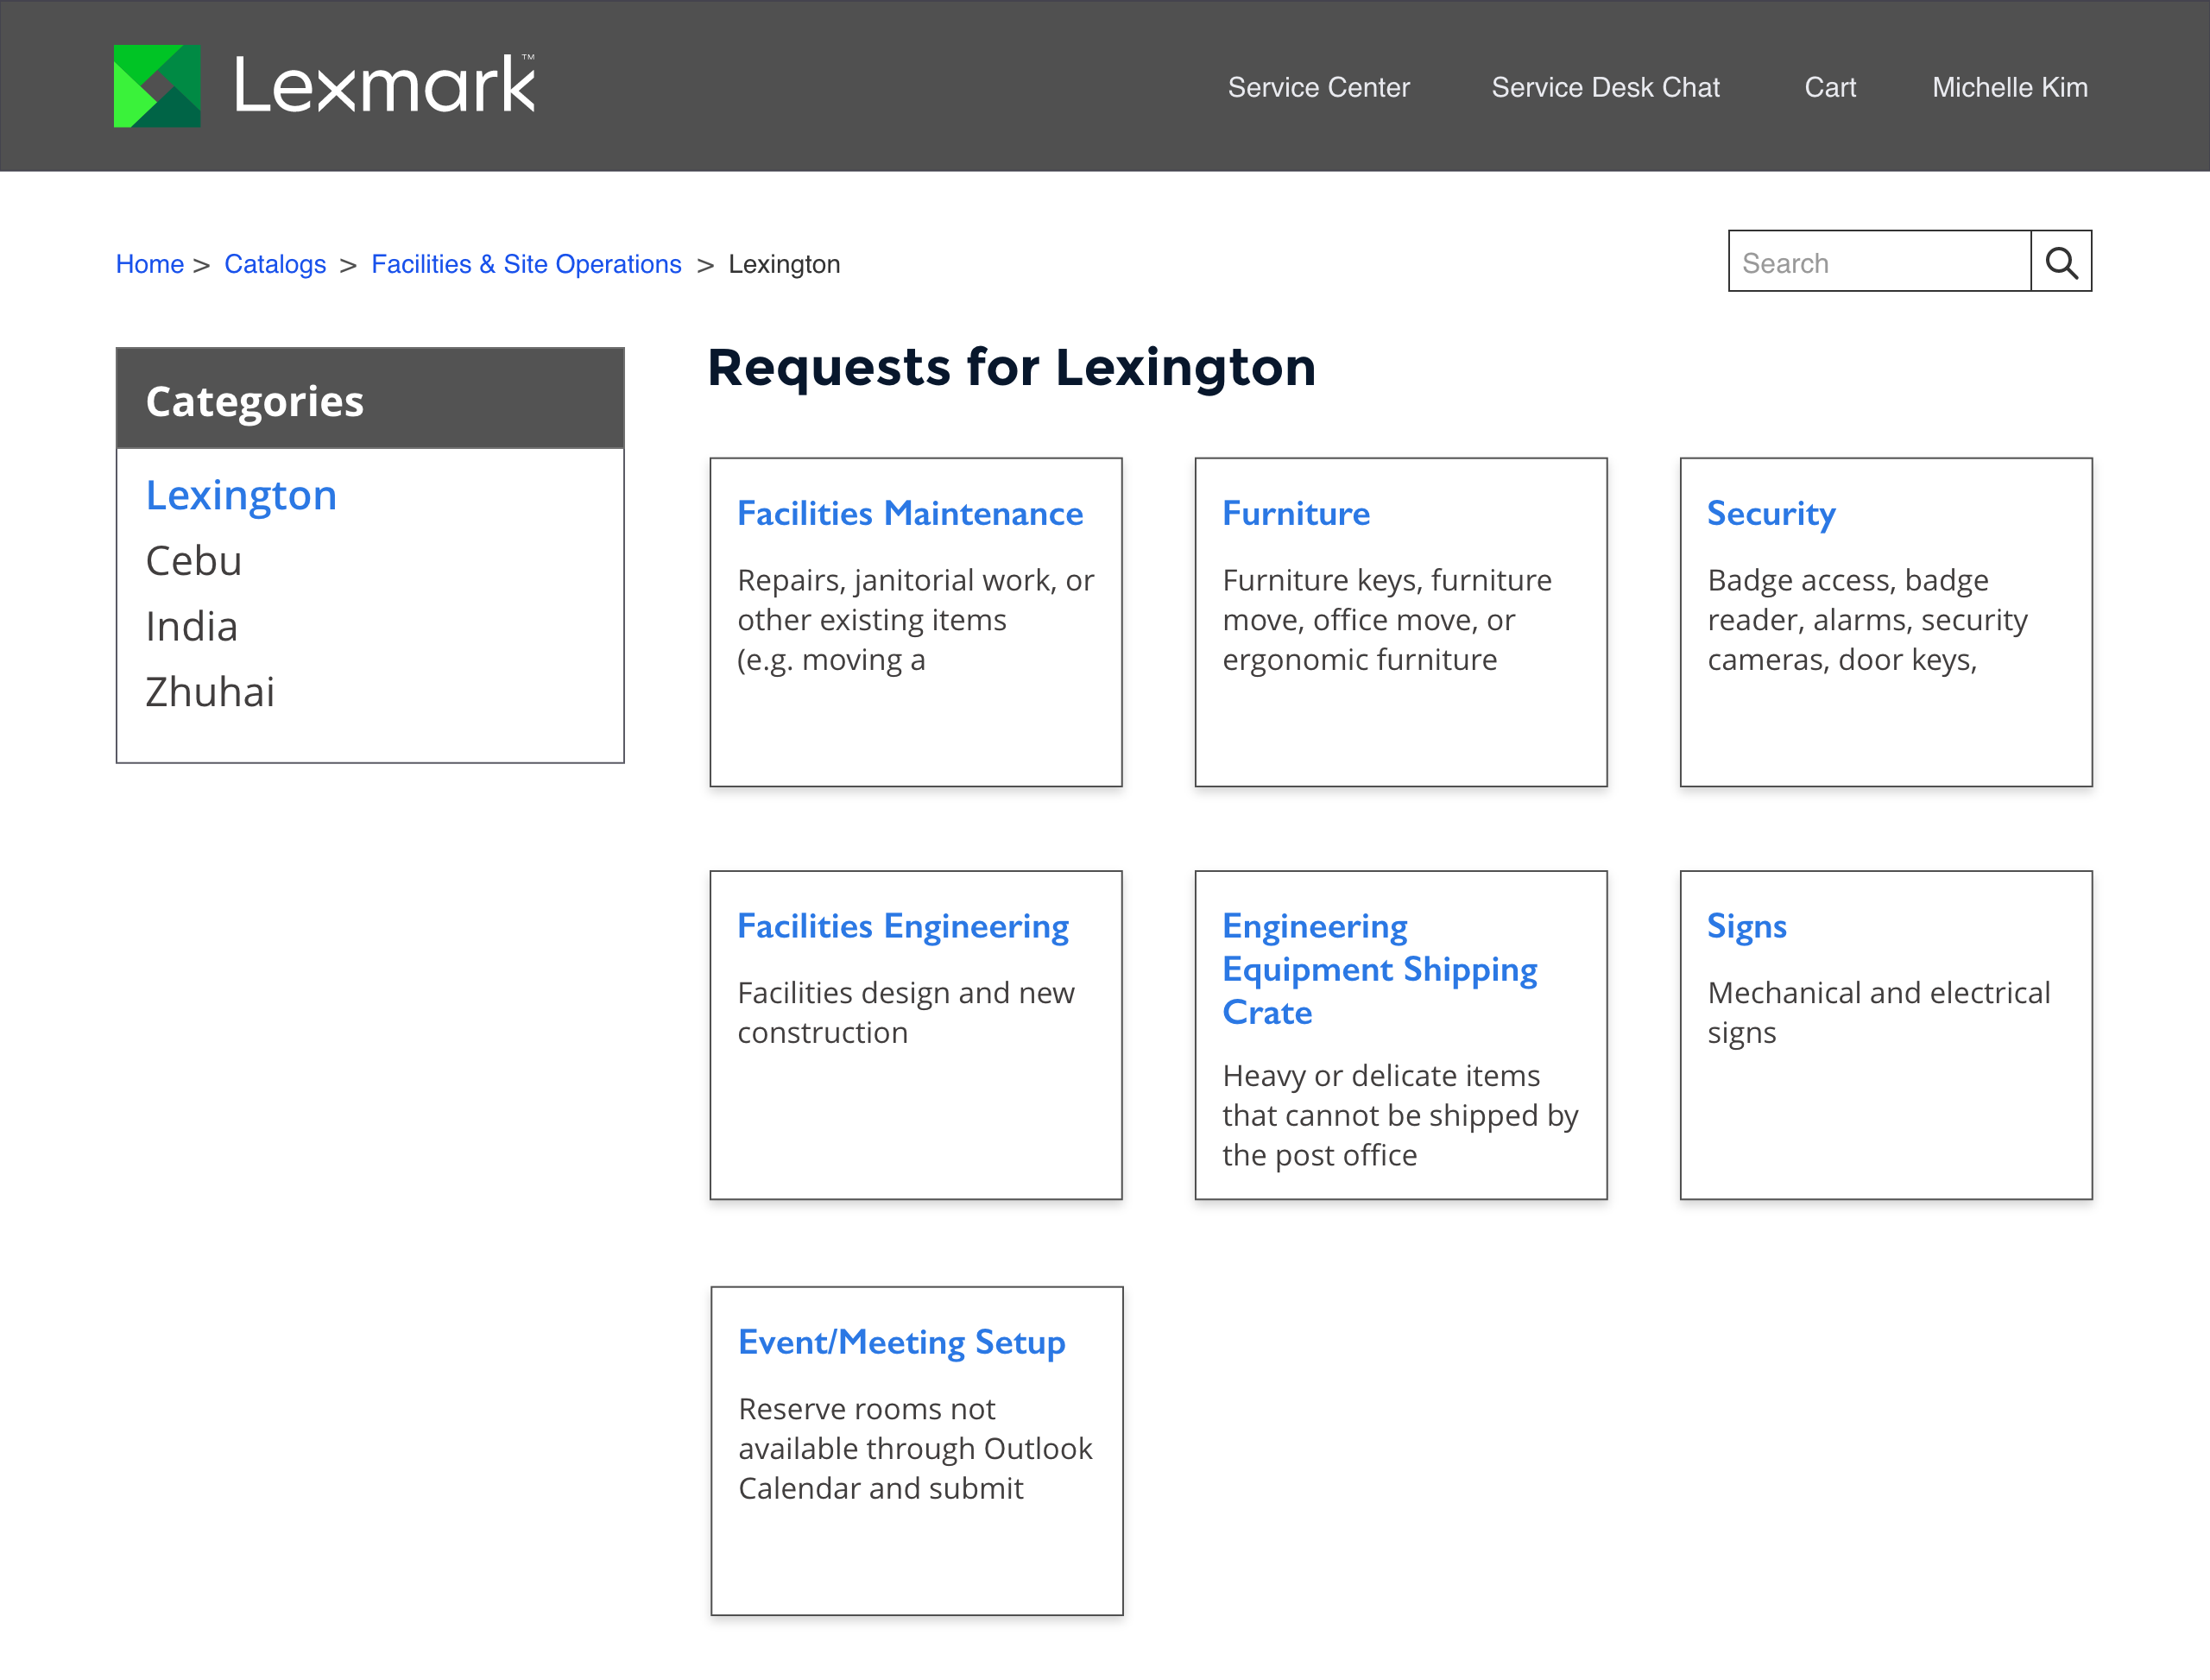 Lexmark™
Service Center Service Desk Chat Cart Michelle Kim
Home > Catalogs > Facilities & Site Operations > Lexington
Search
Categories
Lexington
Cebu
India
Zhuhai
Requests for Lexington
Facilities Maintenance
Repairs, janitorial work, or
other existing items
(e.g. moving a
Furniture
Furniture keys, furniture
move, office move, or
ergonomic furniture
Security
Badge access, badge
reader, alarms, security
cameras, door keys,
Facilities Engineering
Facilities design and new
construction
Engineering
Equipment Shipping
Crate
Heavy or delicate items
that cannot be shipped by
the post office
Signs
Mechanical and electrical
signs
Event/Meeting Setup
Reserve rooms not
available through Outlook
Calendar and submit